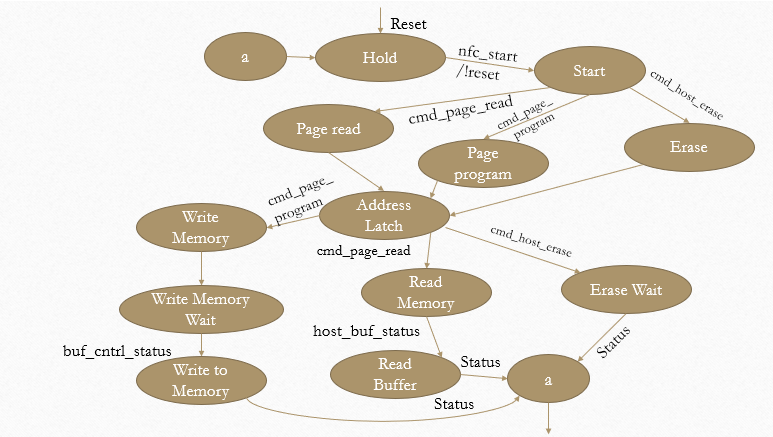 Reset
a
Hold
nfc_start
/!reset
Start
cmd_host_erase
cmd_page_read
cmd_page_
program
Page read
Page
program
Erase
cmd_page_
program
Address
Latch
Write
Memory
cmd_page_read
cmd_host_erase
Read
Memory
Erase Wait
Write Memory
Wait
host_buf_status
buf_cntrl_status
Status
Status
Write to
Memory
Read
Buffer
a
Status